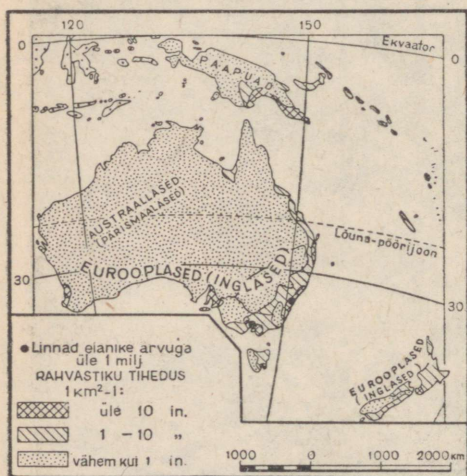 120
150
0
Ekvaator
0
PAAPUAD
AUSTRAALLASED
(PÄRISMAALASED)
Lõuna-pöörijoon
EUROOPLASED (INGLASED)
30
30
EUROOPLASED
(INGLASED)
•Linnad elanike arvuga
üle 1 milj
RAHVASTIKU TIHEDUS
1 km²-l:
üle 10 in.
1 – 10 „
vähem kui 1 in.
1000 0 1000 2000 км